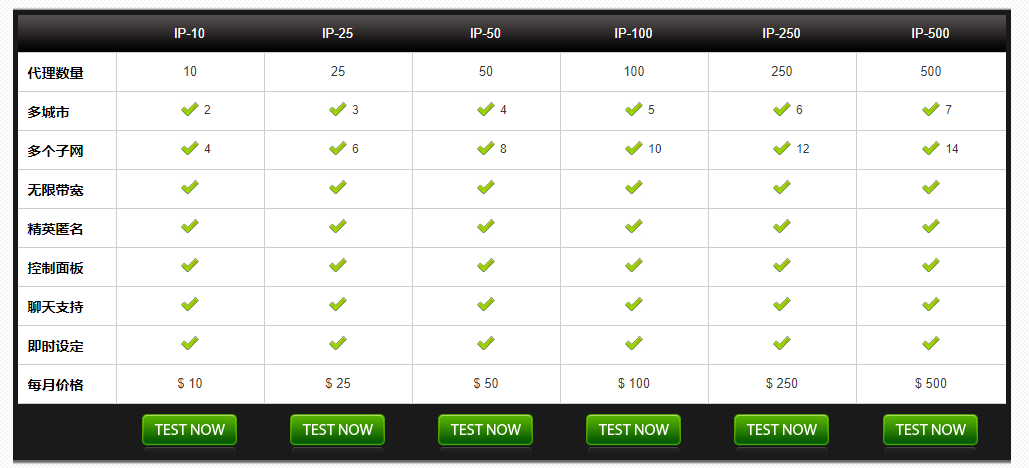 IP-10 IP-25 IP-50 IP-100 IP-250 IP-500
代理数量 10 25 50 100 250 500
多城市 2 3 4 5 6 7
多个子网 4 6 8 10 12 14
无限带宽
精英匿名
控制面板
聊天支持
即时设定
每月价格 $ 10 $ 25 $ 50 $ 100 $ 250 $ 500
TEST NOW TEST NOW TEST NOW TEST NOW TEST NOW TEST NOW